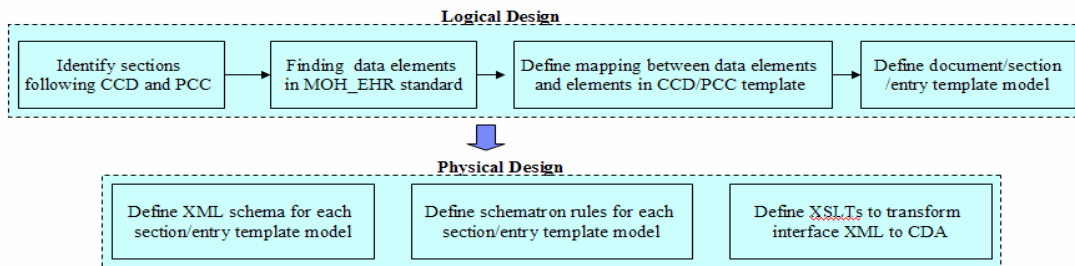 Logical Design
Identify sections
following CCD and PCC
Finding data elements
in MOH_EHR standard
Define mapping between data elements
and elements in CCD/PCC template
Define document/section
/entry template model
Physical Design
Define XML schema for each
section/entry template model
Define schematron rules for each
section/entry template model
Define XSLTs to transform
interface XML to CDA